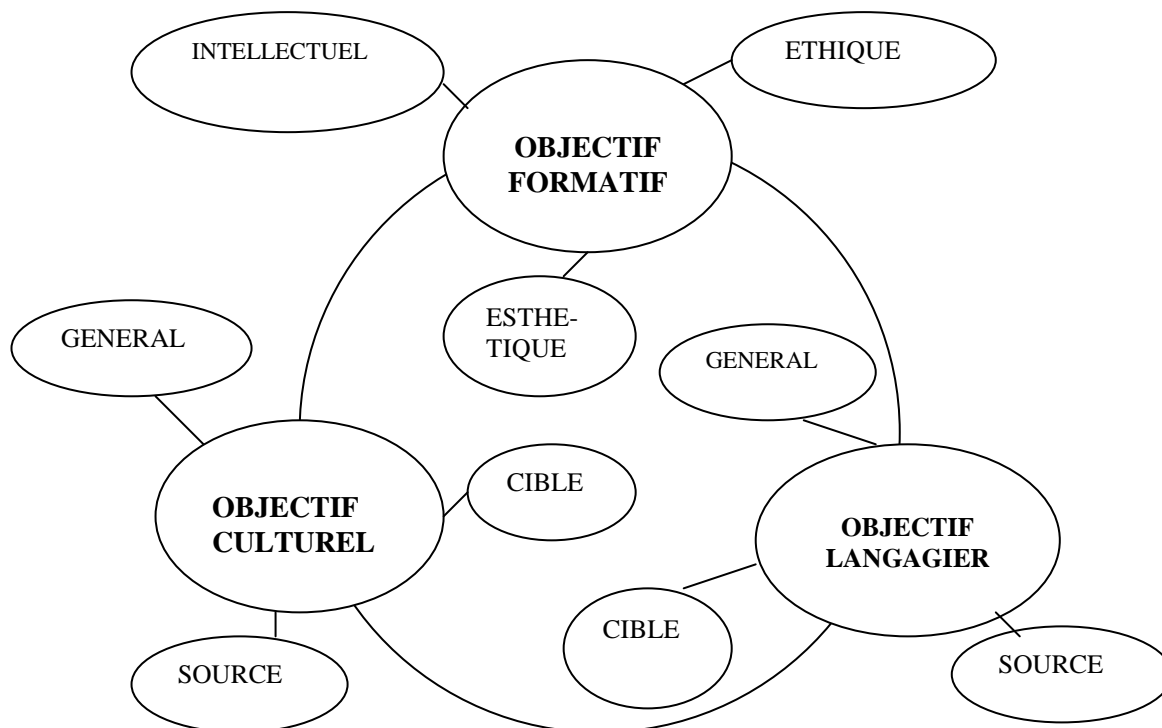 INTELLECTUEL
ETHIQUE
OBJECTIF
FORMATIF
ESTHE-
TIQUE
GENERAL
GENERAL
CIBLE
OBJECTIF
CULTUREL
OBJECTIF
LANGAGIER
CIBLE
SOURCE
SOURCE